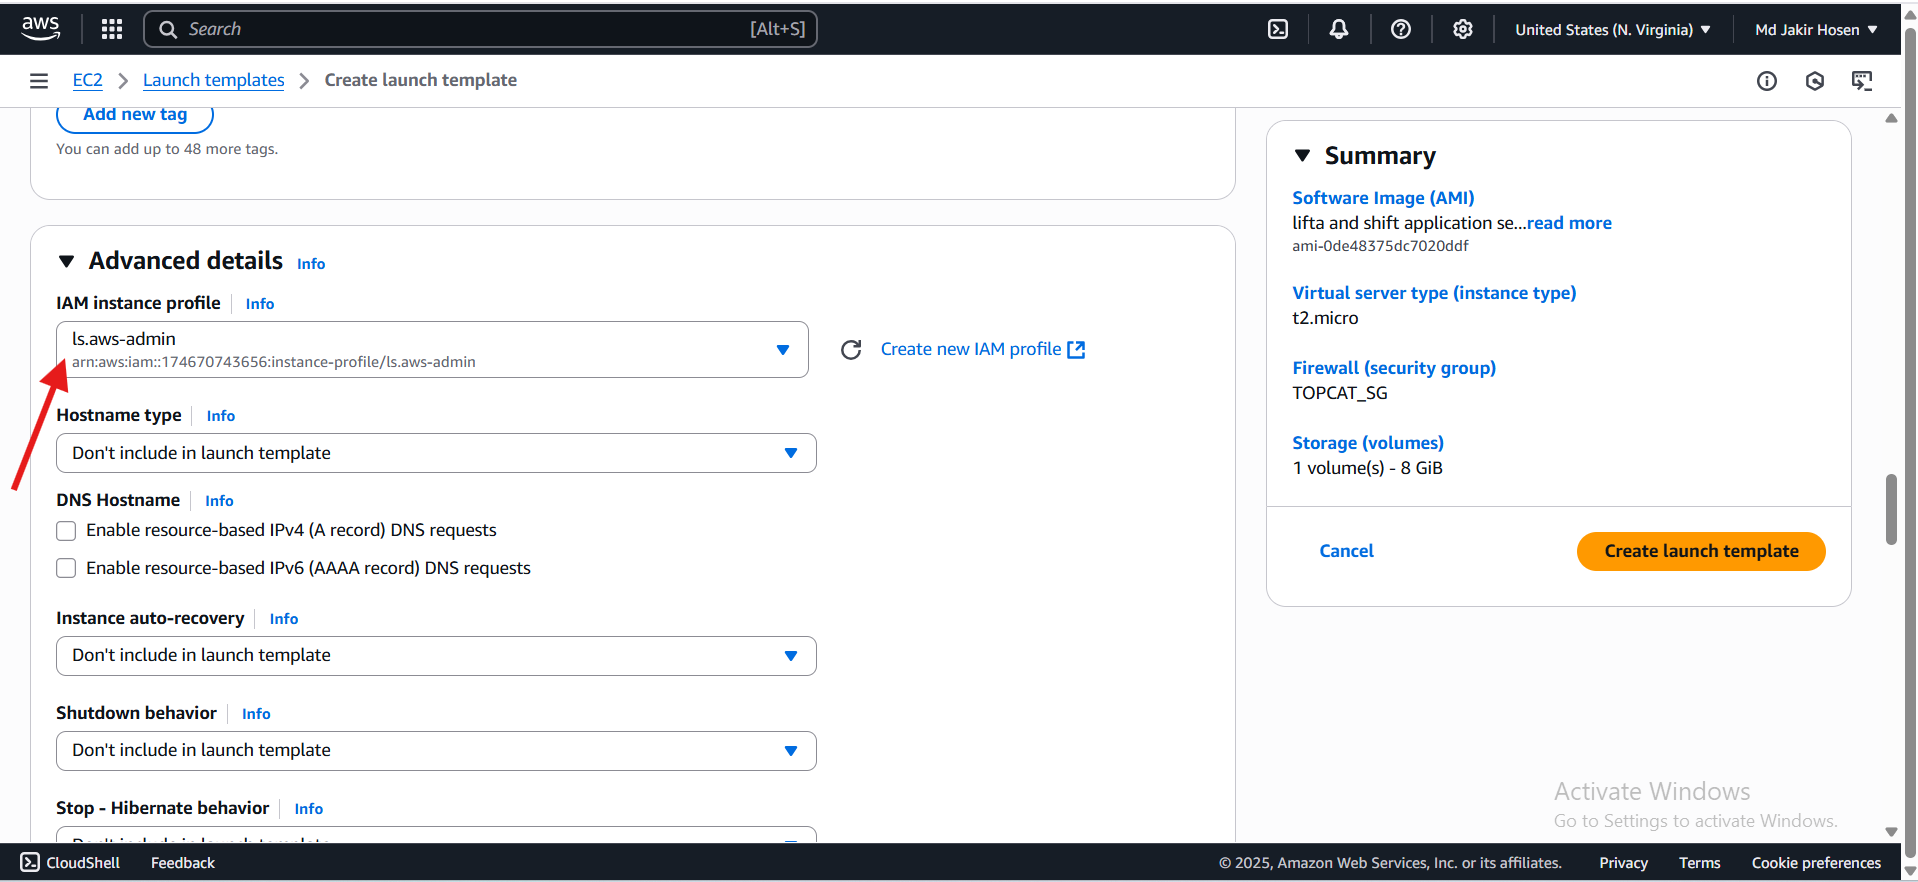 aws
Search [Alt+S]
United States (N. Virginia)
Md Jakir Hosen
EC2
Launch templates
Create launch template
Add new tag
You can add up to 48 more tags.
Advanced details
Info
IAM instance profile
Info
ls.aws-admin
arn:aws:iam::174670743656:instance-profile/ls.aws-admin
Create new IAM profile
Hostname type
Info
Don't include in launch template
DNS Hostname
Info
Enable resource-based IPv4 (A record) DNS requests
Enable resource-based IPv6 (AAAA record) DNS requests
Instance auto-recovery
Info
Don't include in launch template
Shutdown behavior
Info
Don't include in launch template
Stop - Hibernate behavior
Info
Don't include in launch template
Summary
Software Image (AMI)
lifta and shift application se...read more
ami-0de48375dc7020ddf
Virtual server type (instance type)
t2.micro
Firewall (security group)
TOPCAT_SG
Storage (volumes)
1 volume(s) - 8 GiB
Cancel
Create launch template
Activate Windows
Go to Settings to activate Windows.
CloudShell
Feedback
© 2025, Amazon Web Services, Inc. or its affiliates.
Privacy
Terms
Cookie preferences